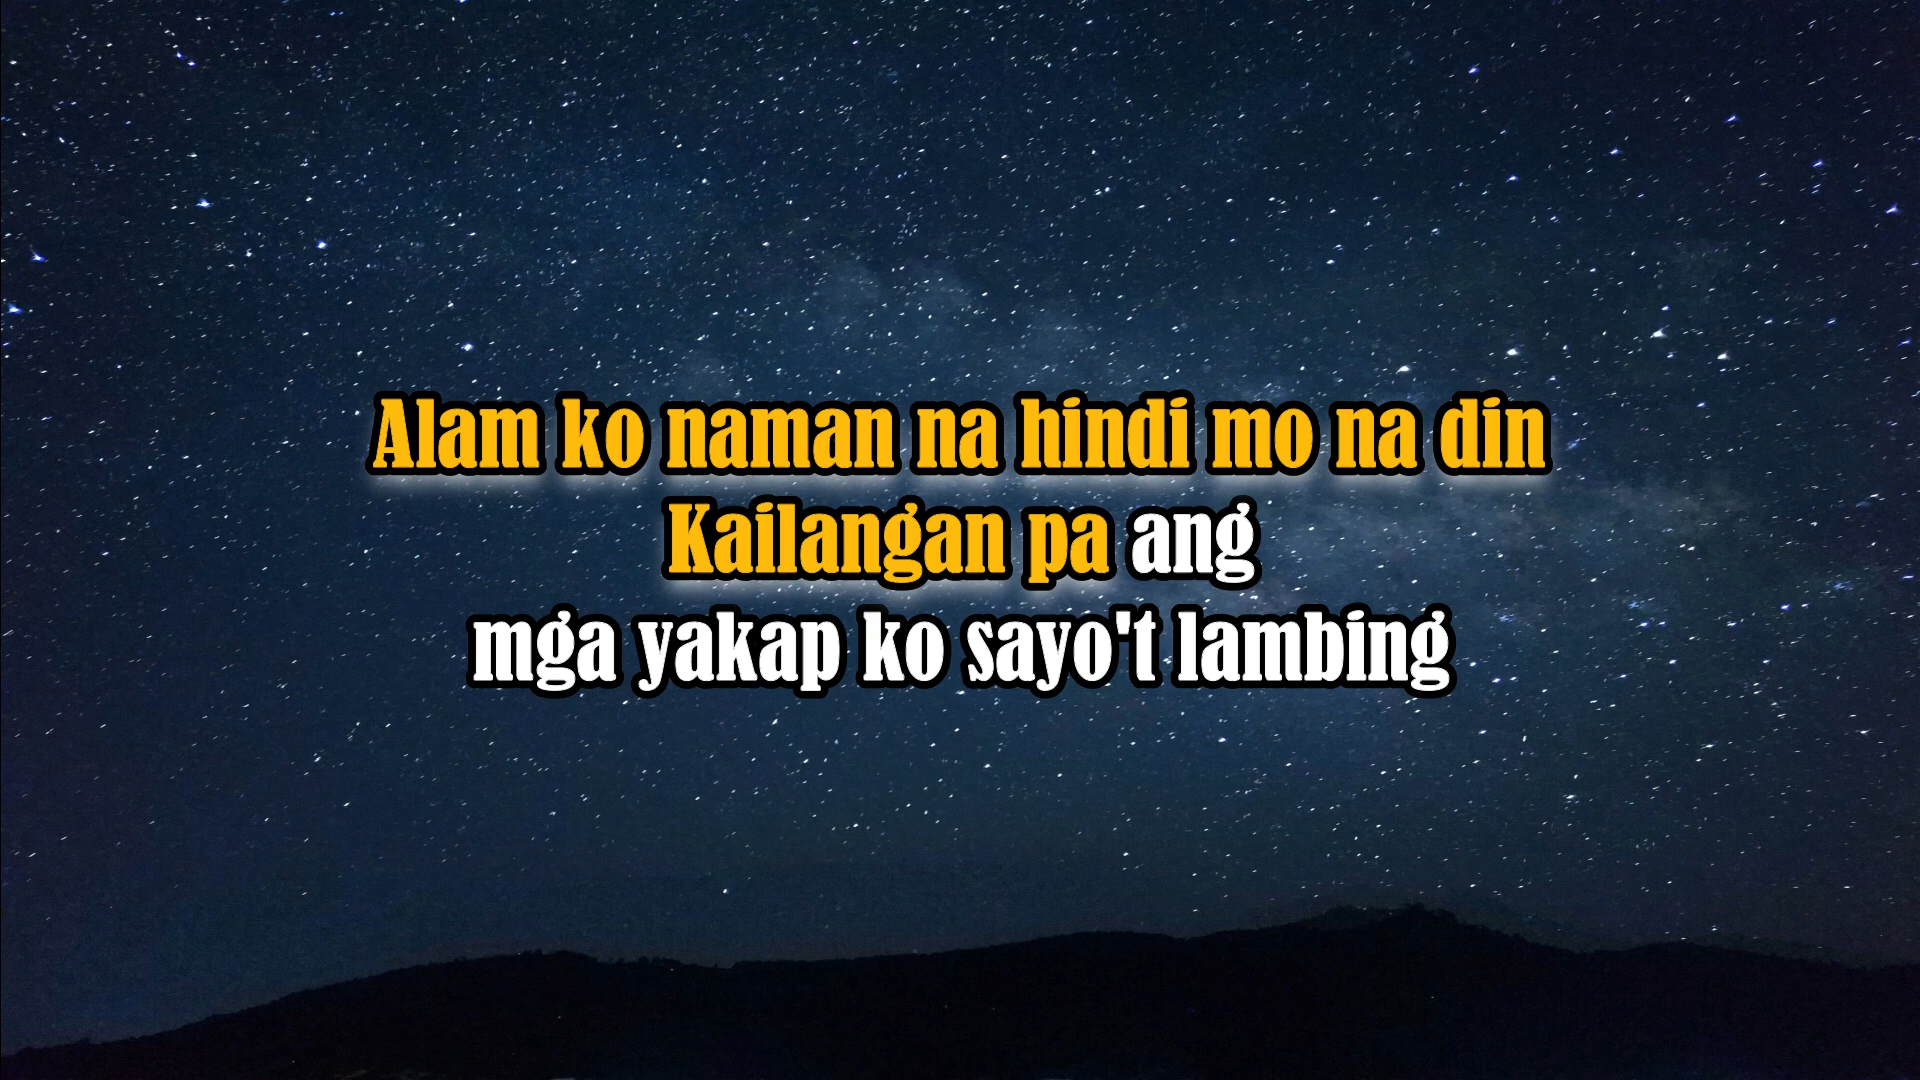 Alam ko naman na hindi mo na din
Kailangan pa ang
mga yakap ko sayo't lambing